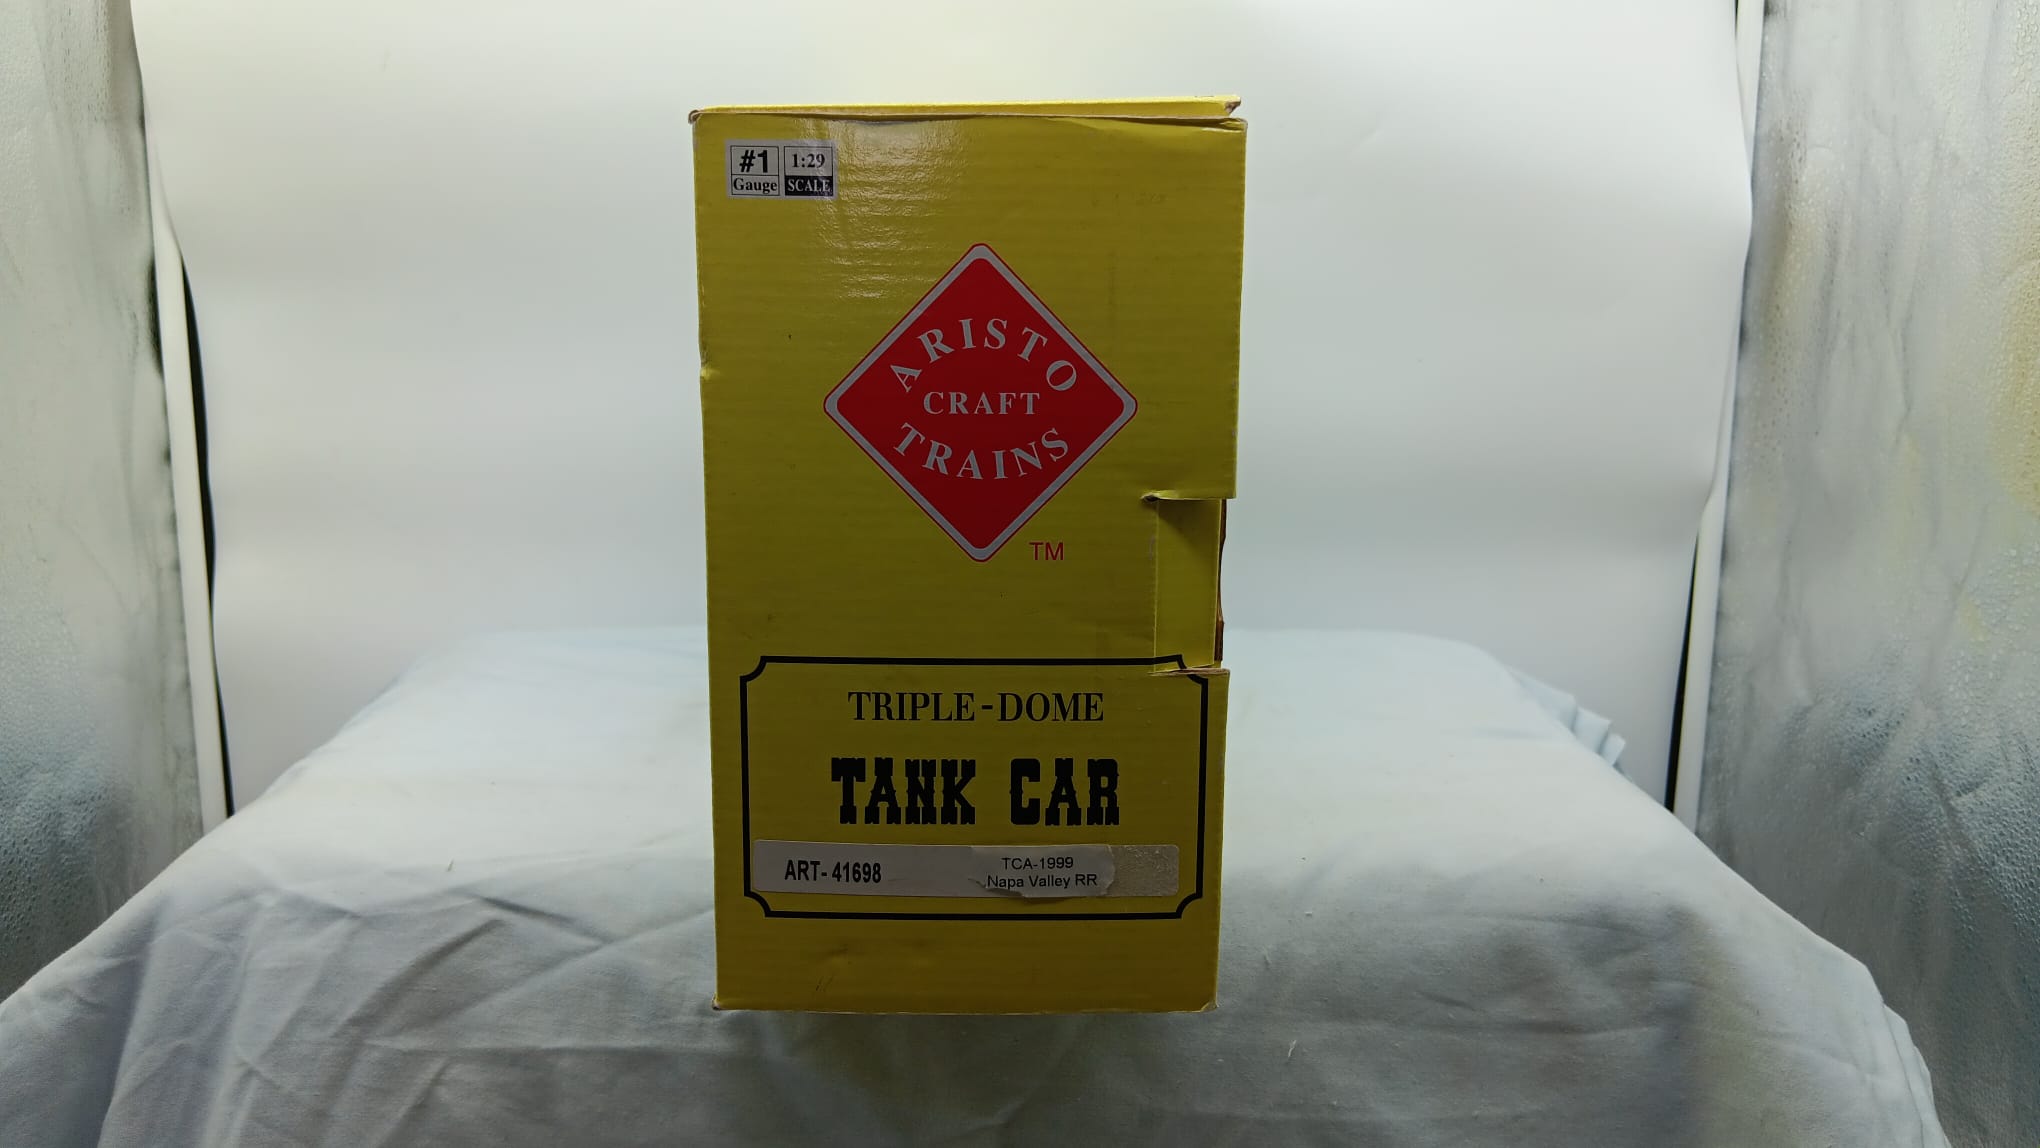 #1 1:29
Gauge SCALE
ARISTO
CRAFT
TRAINS
TM
TRIPLE-DOME
TANK CAR
ART-41698
TCA-1999
Napa Valley RR